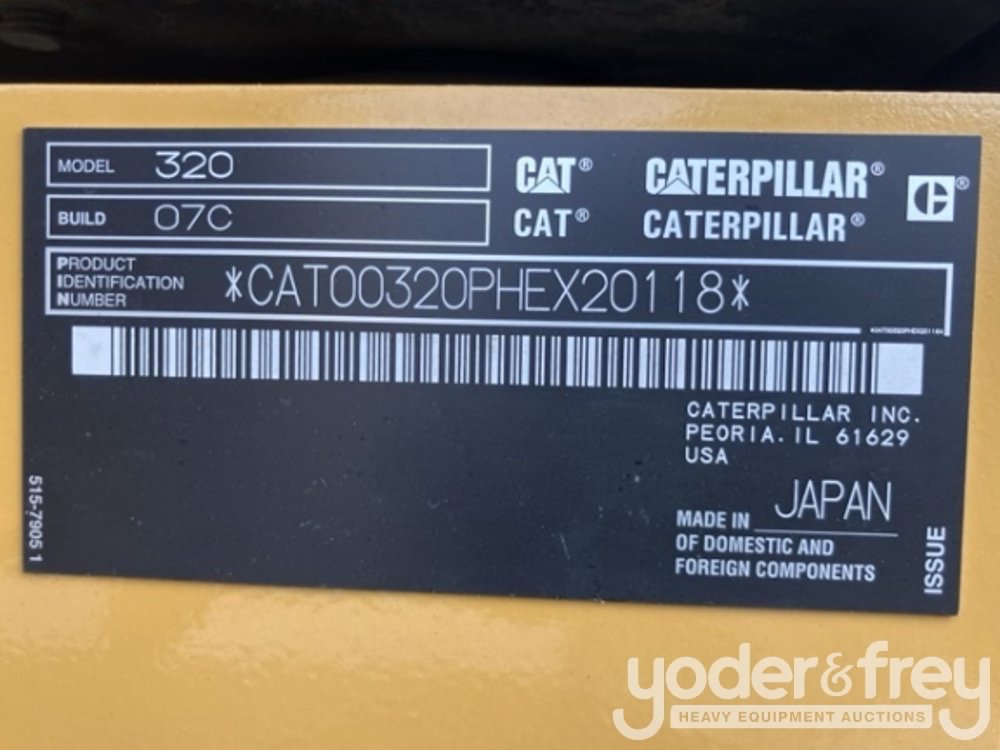 MODEL 320
BUILD 07C
CAT® CATERPILLAR® ®
CAT® CATERPILLAR®
PRODUCT
IDENTIFICATION
NUMBER
*CAT00320PHEX20118*
CATERPILLAR INC.
PEORIA. IL 61629
USA
MADE IN JAPAN
OF DOMESTIC AND
FOREIGN COMPONENTS
515-7905 1
ISSUE
yoder&frey
HEAVY EQUIPMENT AUCTIONS